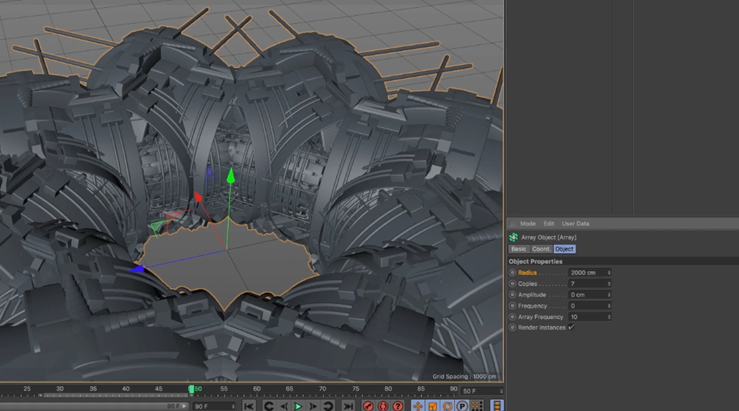 Mode Edit User Data
Array Object [Array]
Basic Coord. Object
Object Properties
Radius 2000 cm
Copies 7
Amplitude 0 cm
Frequency 0
Array Frequency 10
Render Instances
Grid Spacing : 1000 cm
25 30 35 40 45 50 55 60 65 70 75 80 85 90 50 F
90 F